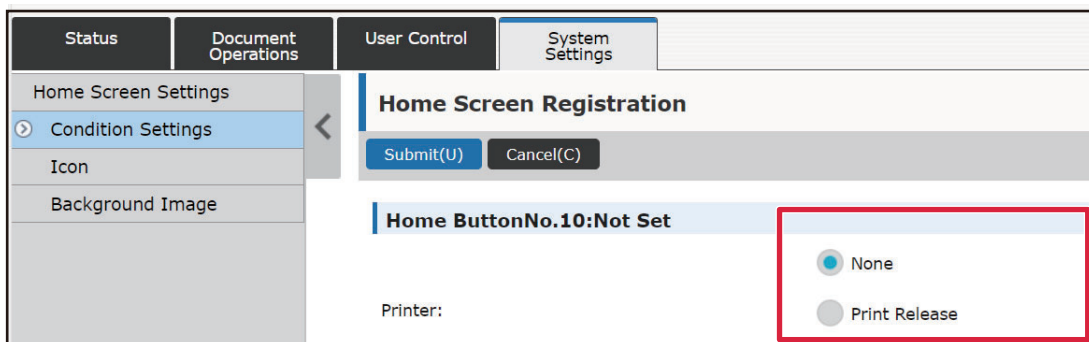 Status
Document
Operations
User Control
System
Settings
Home Screen Settings
Condition Settings
Icon
Background Image
Home Screen Registration
Submit(U) Cancel(C)
Home ButtonNo.10:Not Set
None
Printer:
Print Release